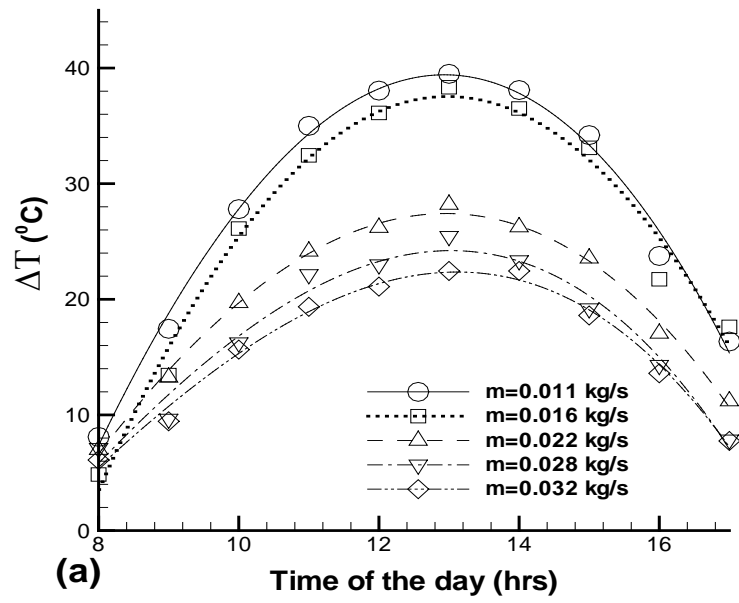 40
30
20
10
0
ΔT (⁰C)
m=0.011 kg/s
m=0.016 kg/s
m=0.022 kg/s
m=0.028 kg/s
m=0.032 kg/s
8 10 12 14 16
(a) Time of the day (hrs)